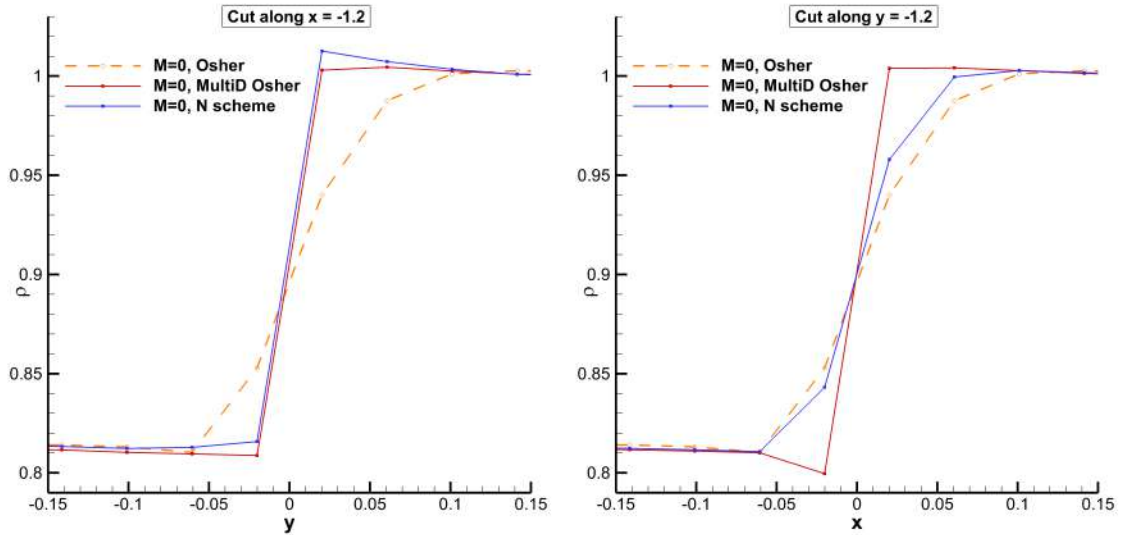 Cut along x = -1.2
M=0, Osher
M=0, MultiD Osher
M=0, N scheme
1
0.95
0.9
0.85
0.8
ρ
-0.15 -0.1 -0.05 0 0.05 0.1 0.15
y
Cut along y = -1.2
M=0, Osher
M=0, MultiD Osher
M=0, N scheme
1
0.95
0.9
0.85
0.8
ρ
-0.15 -0.1 -0.05 0 0.05 0.1 0.15
x